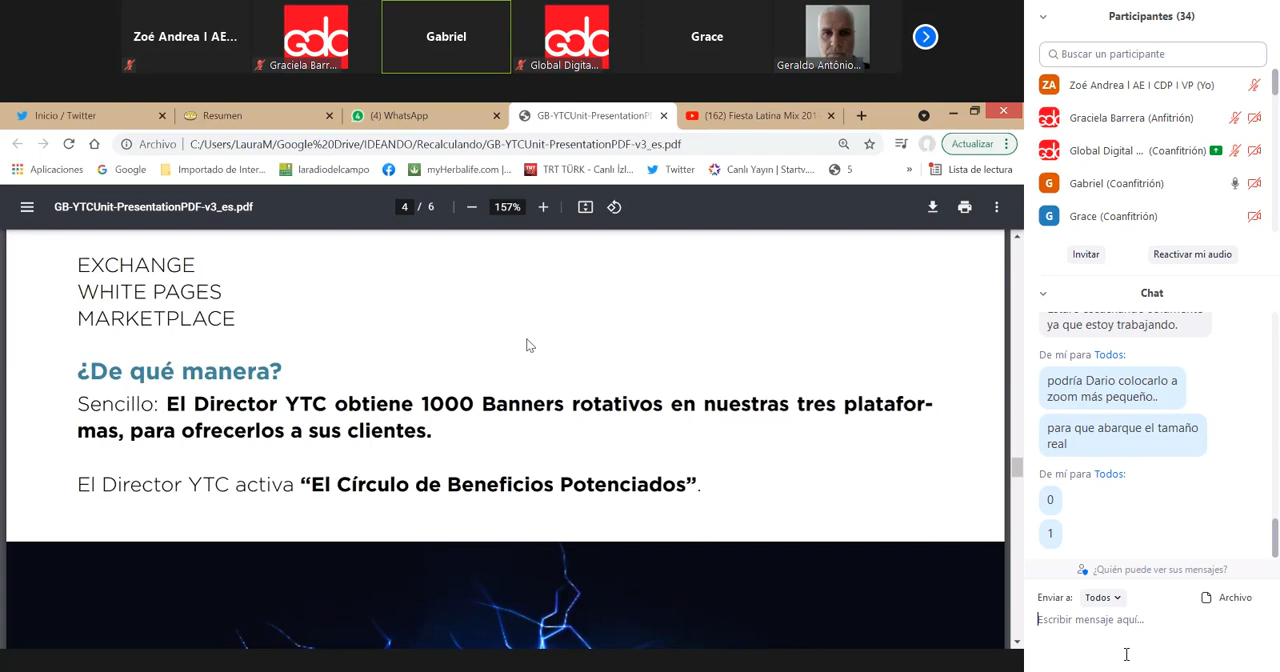 Zoé Andrea I AE...
gdc
Graciela Barr...
Gabriel
gdc
Global Digita...
Grace
Geraldo Antônio...
Inicio / Twitter
Resumen
(4) WhatsApp
GB-YTCUnit-PresentationPD
(162) Fiesta Latina Mix 201
Archivo
C:/Users/LauraM/Google%20Drive/IDEANDO/Recalculando/GB-YTCUnit-PresentationPDF-v3_es.pdf
Actualizar
Aplicaciones
Google
Importado de Inter...
laradiodelcampo
myHerbalife.com |...
TRT TÜRK - Canlı İzl...
Twitter
Canlı Yayın | Startv....
5
»
Lista de lectura
GB-YTCUnit-PresentationPDF-v3_es.pdf
4 / 6
157%
EXCHANGE
WHITE PAGES
MARKETPLACE
¿De qué manera?
Sencillo: El Director YTC obtiene 1000 Banners rotativos en nuestras tres platafor-
mas, para ofrecerlos a sus clientes.
El Director YTC activa “El Círculo de Beneficios Potenciados”.
Participantes (34)
Buscar un participante
ZA Zoé Andrea I AE I CDP I VP (Yo)
gdc Graciela Barrera (Anfitrión)
gdc Global Digital ... (Coanfitrión)
G Gabriel (Coanfitrión)
G Grace (Coanfitrión)
Invitar
Reactivar mi audio
Chat
ya que estoy trabajando.
De mí para Todos:
podría Dario colocarlo a
zoom más pequeño..
para que abarque el tamaño
real
De mí para Todos:
0
1
¿Quién puede ver sus mensajes?
Enviar a: Todos
Archivo
Escribir mensaje aquí...